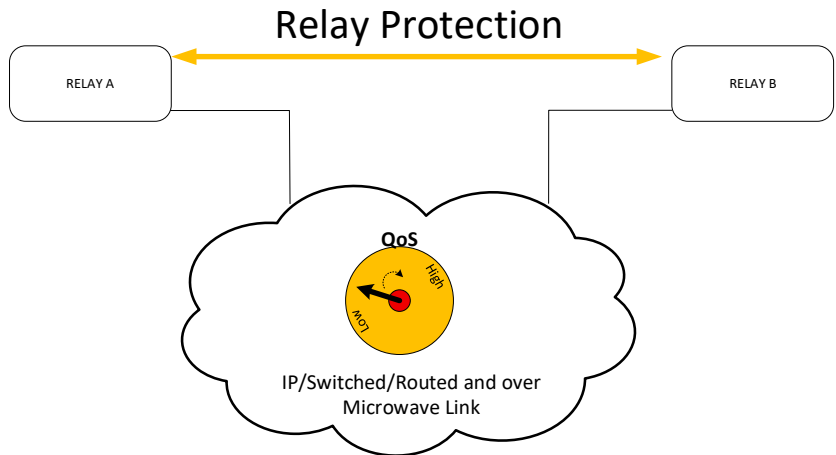 Relay Protection
RELAY A
RELAY B
QoS
High
Low
IP/Switched/Routed and over
Microwave Link